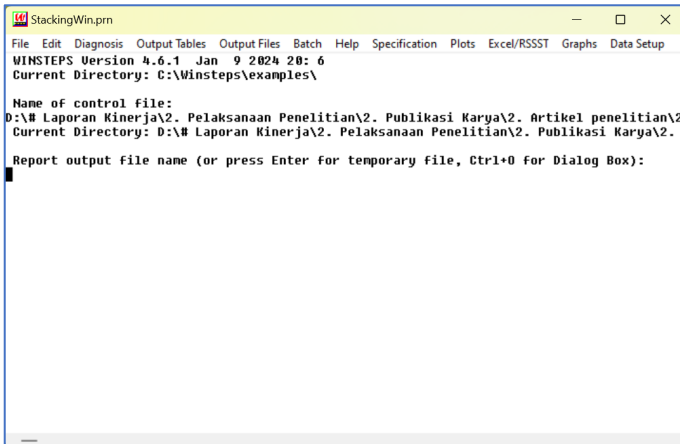 StackingWin.prn
File Edit Diagnosis Output Tables Output Files Batch Help Specification Plots Excel/RSSST Graphs Data Setup
WINSTEPS Version 4.6.1 Jan 9 2024 20: 6
Current Directory: C:\Winsteps\examples\
Name of control file:
D:\# Laporan Kinerja\2. Pelaksanaan Penelitian\2. Publikasi Karya\2. Artikel penelitian\2
Current Directory: D:\# Laporan Kinerja\2. Pelaksanaan Penelitian\2. Publikasi Karya\2.
Report output file name (or press Enter for temporary file, Ctrl+O for Dialog Box):